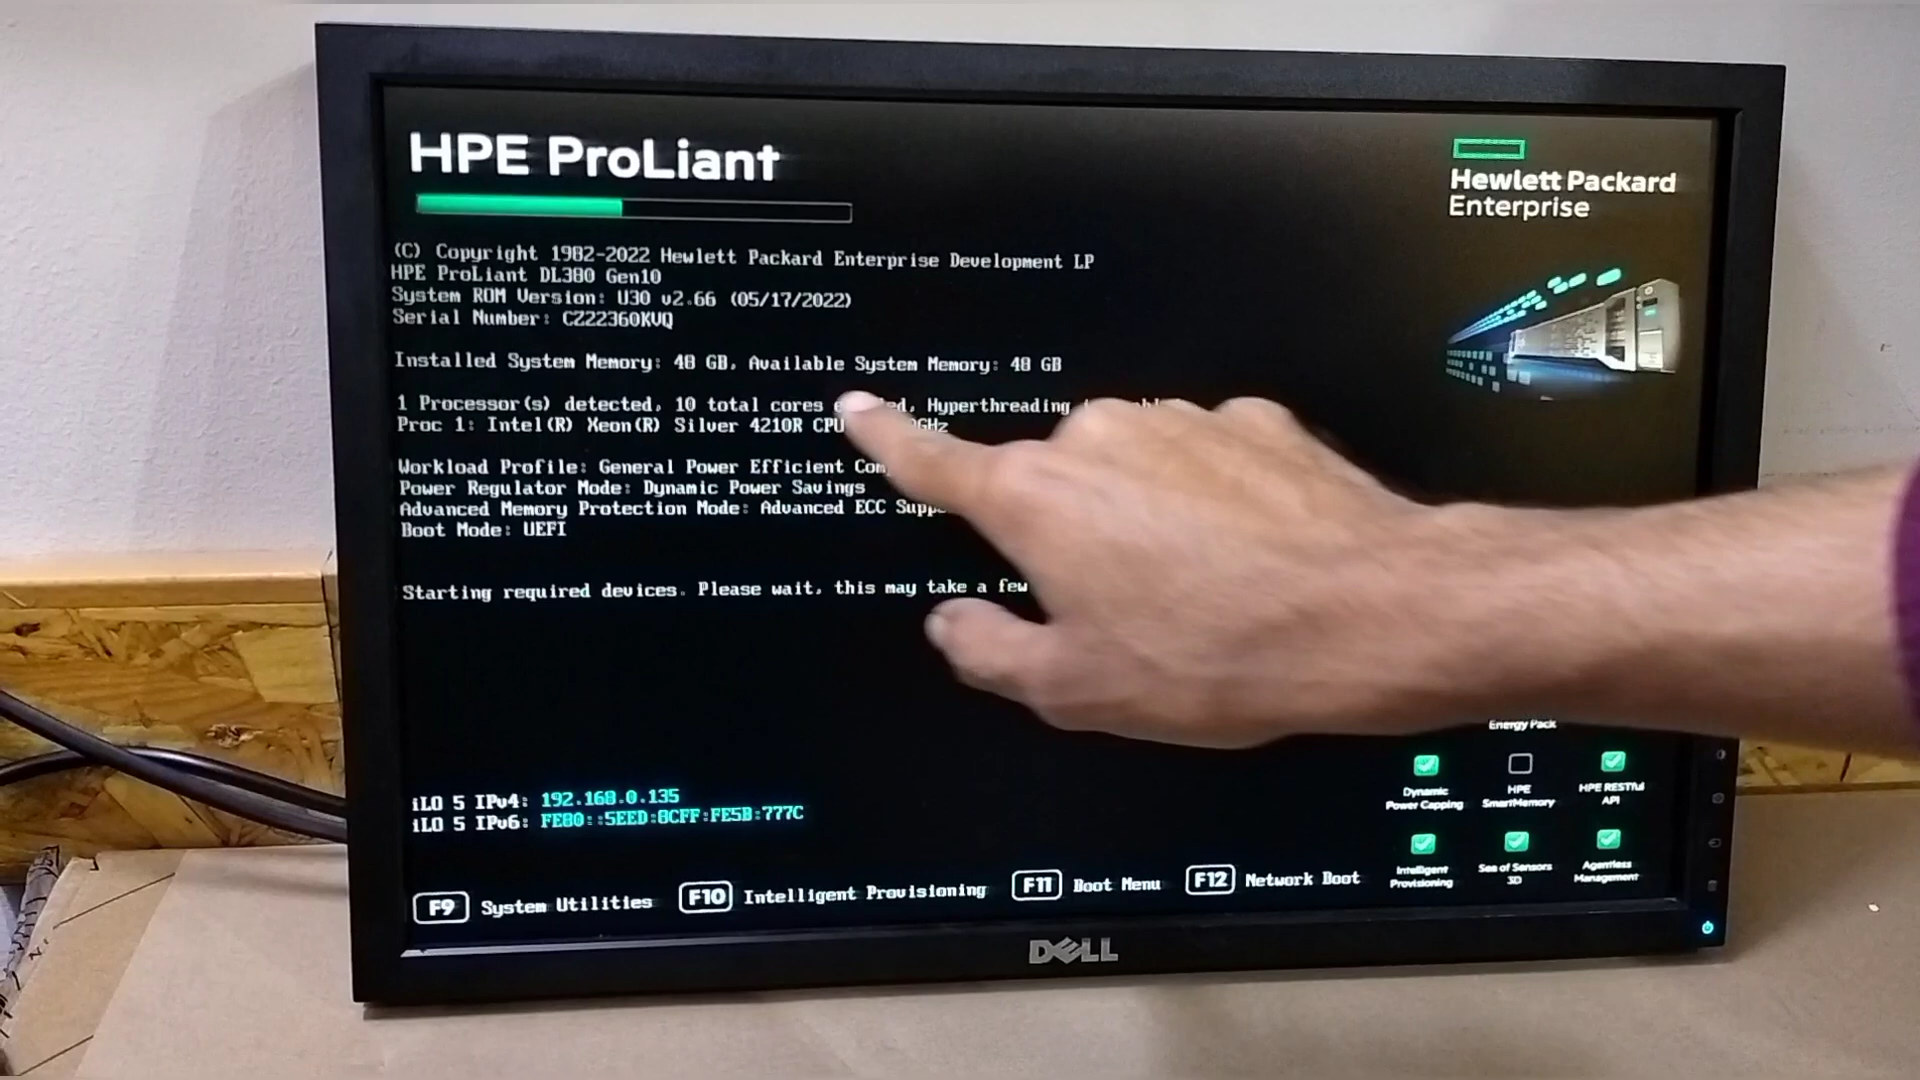 HPE ProLiant
Hewlett Packard
Enterprise
(C) Copyright 1982-2022 Hewlett Packard Enterprise Development LP
HPE ProLiant DL380 Gen10
System ROM Version: U30 v2.66 (05/17/2022)
Serial Number: CZ22360KVQ
Installed System Memory: 48 GB, Available System Memory: 48 GB
1 Processor(s) detected, 10 total cores Hyperthreading
Proc 1: Intel(R) Xeon(R) Silver 4210R CPU
Workload Profile: General Power Efficient
Power Regulator Mode: Dynamic Power Savings
Advanced Memory Protection Mode: Advanced ECC
Boot Mode: UEFI
Starting required devices. Please wait, this may take a few
Energy Pack
Dynamic Power Capping
HPE SmartMemory
HPE RESTful API
iLO 5 IPv4: 192.168.0.135
iLO 5 IPv6: FE80::5EED:8CFF:FE5B:777C
Intelligent Provisioning
Sea of Sensors 3D
Agentless Management
F9 System Utilities F10 Intelligent Provisioning F11 Boot Menu F12 Network Boot
DELL